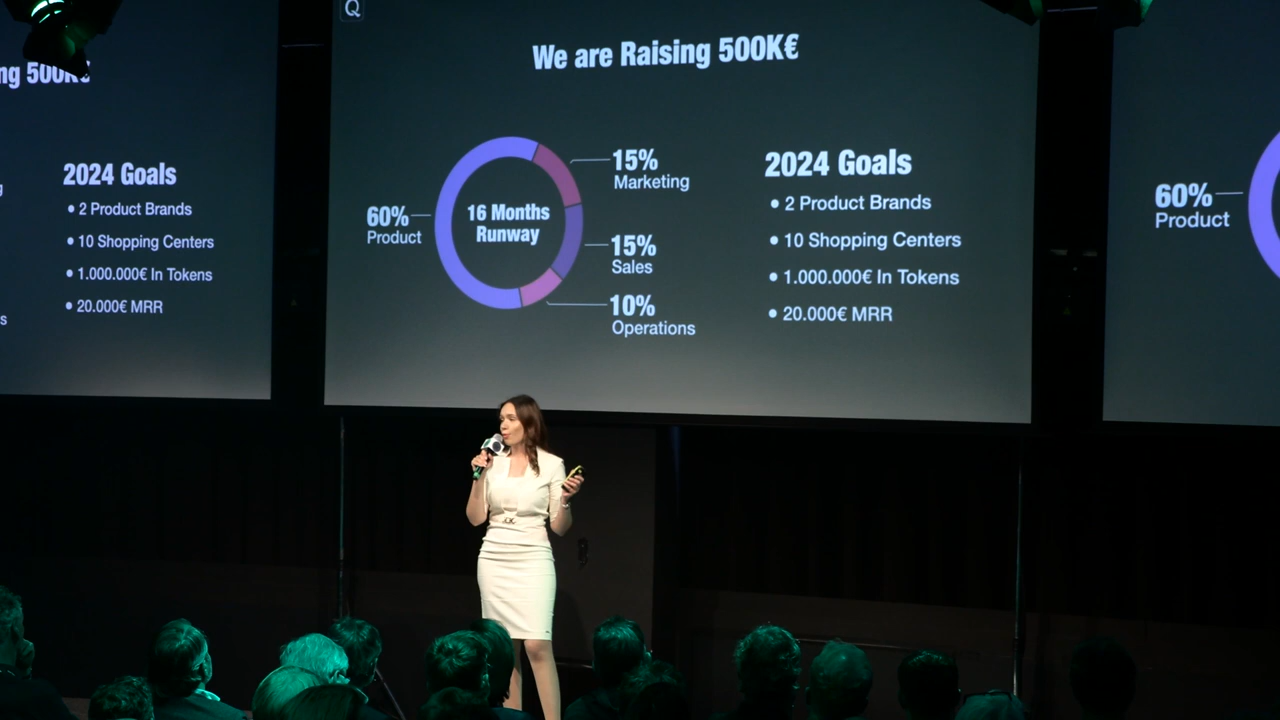 Q
We are Raising 500K€
60%
Product
16 Months
Runway
15%
Marketing
15%
Sales
10%
Operations
2024 Goals
• 2 Product Brands
• 10 Shopping Centers
• 1.000.000€ In Tokens
• 20.000€ MRR
ng 500K€
g
s
2024 Goals
• 2 Product Brands
• 10 Shopping Centers
• 1.000.000€ In Tokens
• 20.000€ MRR
60%
Product